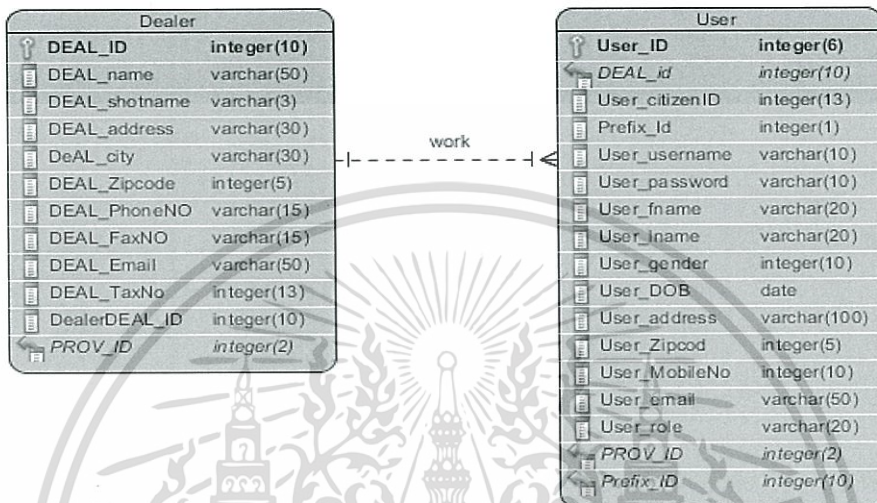 Dealer
DEAL_ID integer(10)
DEAL_name varchar(50)
DEAL_shotname varchar(3)
DEAL_address varchar(30)
DeAL_city varchar(30)
DEAL_Zipcode integer(5)
DEAL_PhoneNO varchar(15)
DEAL_FaxNO varchar(15)
DEAL_Email varchar(50)
DEAL_TaxNo integer(13)
DealerDEAL_ID integer(10)
PROV_ID integer(2)
work
User
User_ID integer(6)
DEAL_id integer(10)
User_citizenID integer(13)
Prefix_Id integer(1)
User_username varchar(10)
User_password varchar(10)
User_fname varchar(20)
User_lname varchar(20)
User_gender integer(10)
User_DOB date
User_address varchar(100)
User_Zipcod integer(5)
User_MobileNo integer(10)
User_email varchar(50)
User_role varchar(20)
PROV_ID integer(2)
Prefix_ID integer(10)